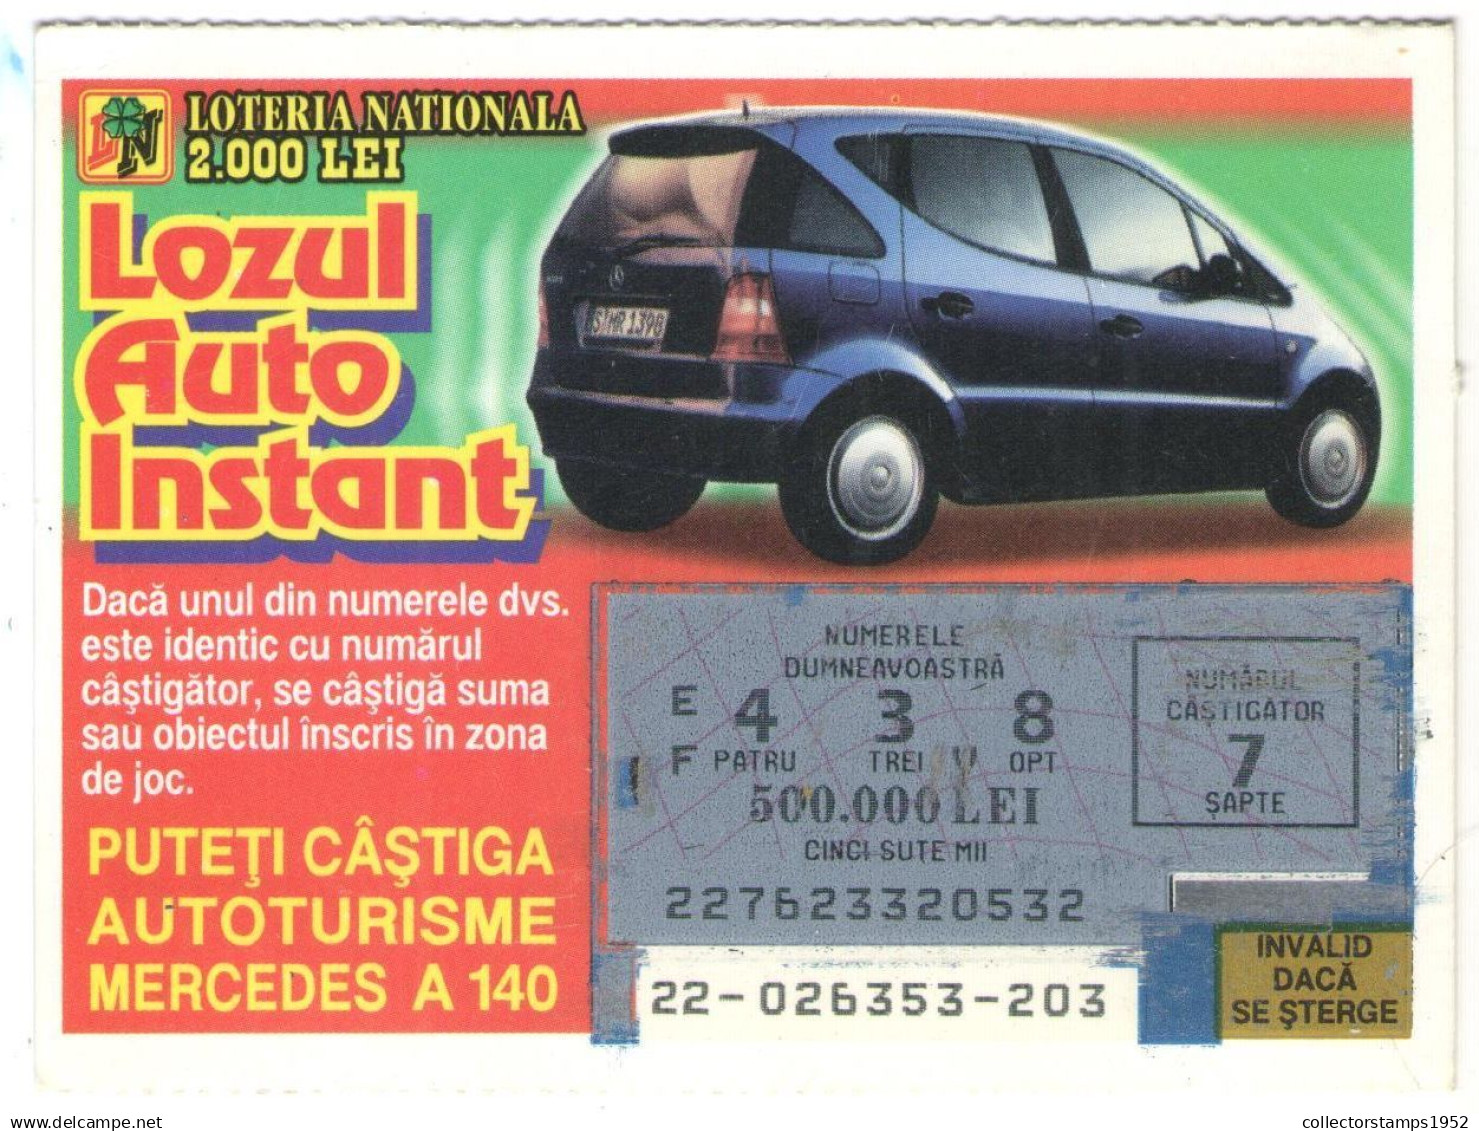 LN
LOTERIA NATIONALA
2.000 LEI
Lozul
Auto
Instant
S MR 1398
Dacă unul din numerele dvs.
este identic cu numărul
câştigător, se câştigă suma
sau obiectul înscris în zona
de joc.
PUTEŢI CÂŞTIGA
AUTOTURISME
MERCEDES A 140
NUMERELE
DUMNEAVOASTRĂ
E 4 3 8
F PATRU TREI OPT
500.000 LEI
CINCI SUTE MII
227623320532
NUMĂRUL
CÂŞTIGĂTOR
7
ŞAPTE
22-026353-203
INVALID
DACĂ
SE ŞTERGE
collectorstamps1952